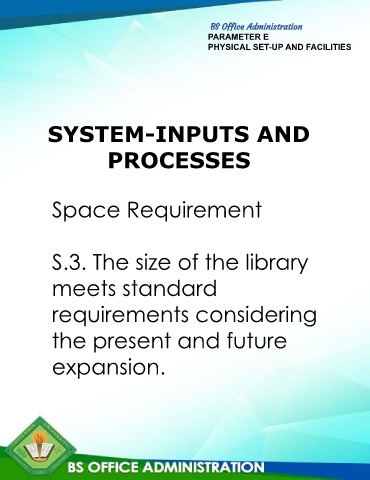 BS Office Administration
PARAMETER E
PHYSICAL SET-UP AND FACILITIES
SYSTEM-INPUTS AND
PROCESSES
Space Requirement
S.3. The size of the library
meets standard
requirements considering
the present and future
expansion.
BS OFFICE ADMINISTRATION